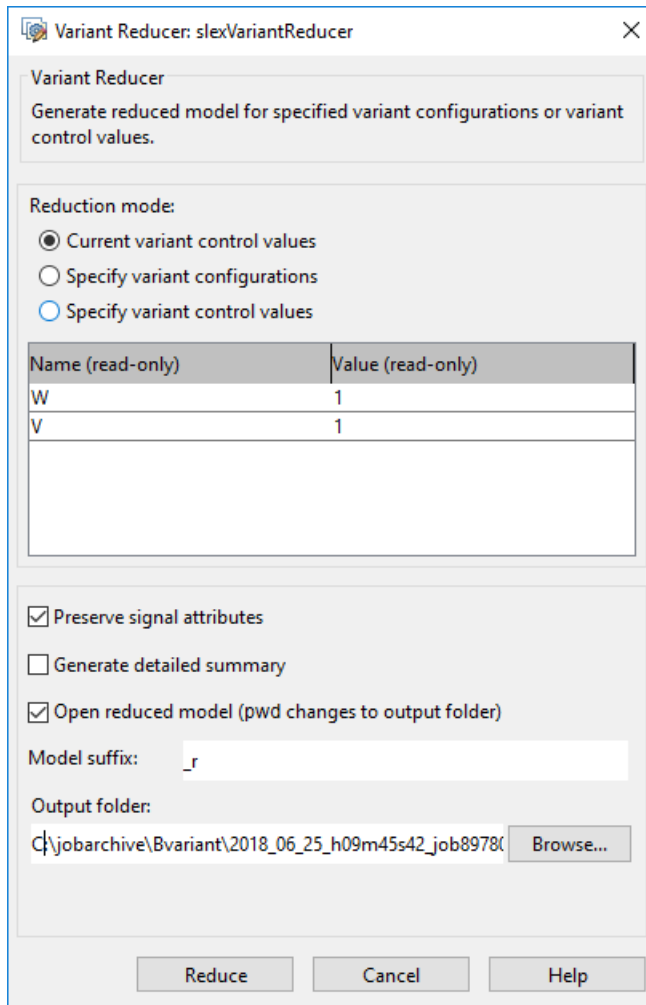 Variant Reducer: slexVariantReducer
Variant Reducer
Generate reduced model for specified variant configurations or variant
control values.
Reduction mode:
Current variant control values
Specify variant configurations
Specify variant control values
Name (read-only) Value (read-only)
W 1
V 1
Preserve signal attributes
Generate detailed summary
Open reduced model (pwd changes to output folder)
Model suffix: _r
Output folder:
C:\jobarchive\Bvariant\2018_06_25_h09m45s42_job89780 Browse...
Reduce Cancel Help